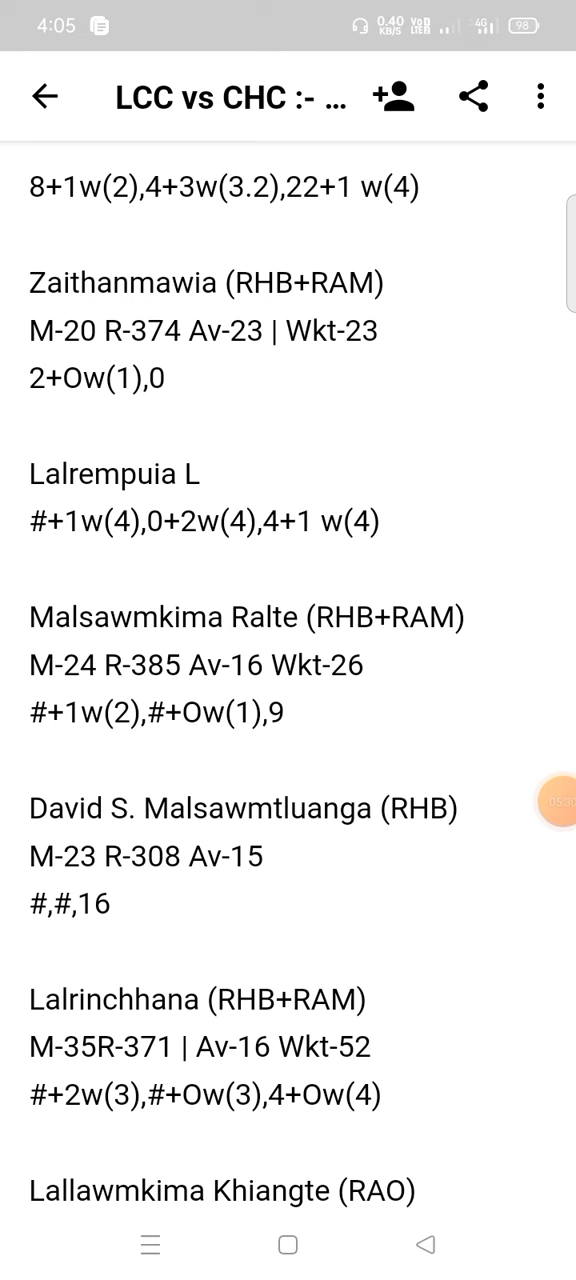 4:05
0.40 KB/S VoD LTE 4G 98
LCC vs CHC :- ...
8+1w(2),4+3w(3.2),22+1 w(4)
Zaithanmawia (RHB+RAM)
M-20 R-374 Av-23 | Wkt-23
2+Ow(1),0
Lalrempuia L
#+1w(4),0+2w(4),4+1 w(4)
Malsawmkima Ralte (RHB+RAM)
M-24 R-385 Av-16 Wkt-26
#+1w(2),#+Ow(1),9
David S. Malsawmtluanga (RHB)
M-23 R-308 Av-15
#,#,16
Lalrinchhana (RHB+RAM)
M-35R-371 | Av-16 Wkt-52
#+2w(3),#+Ow(3),4+Ow(4)
Lallawmkima Khiangte (RAO)